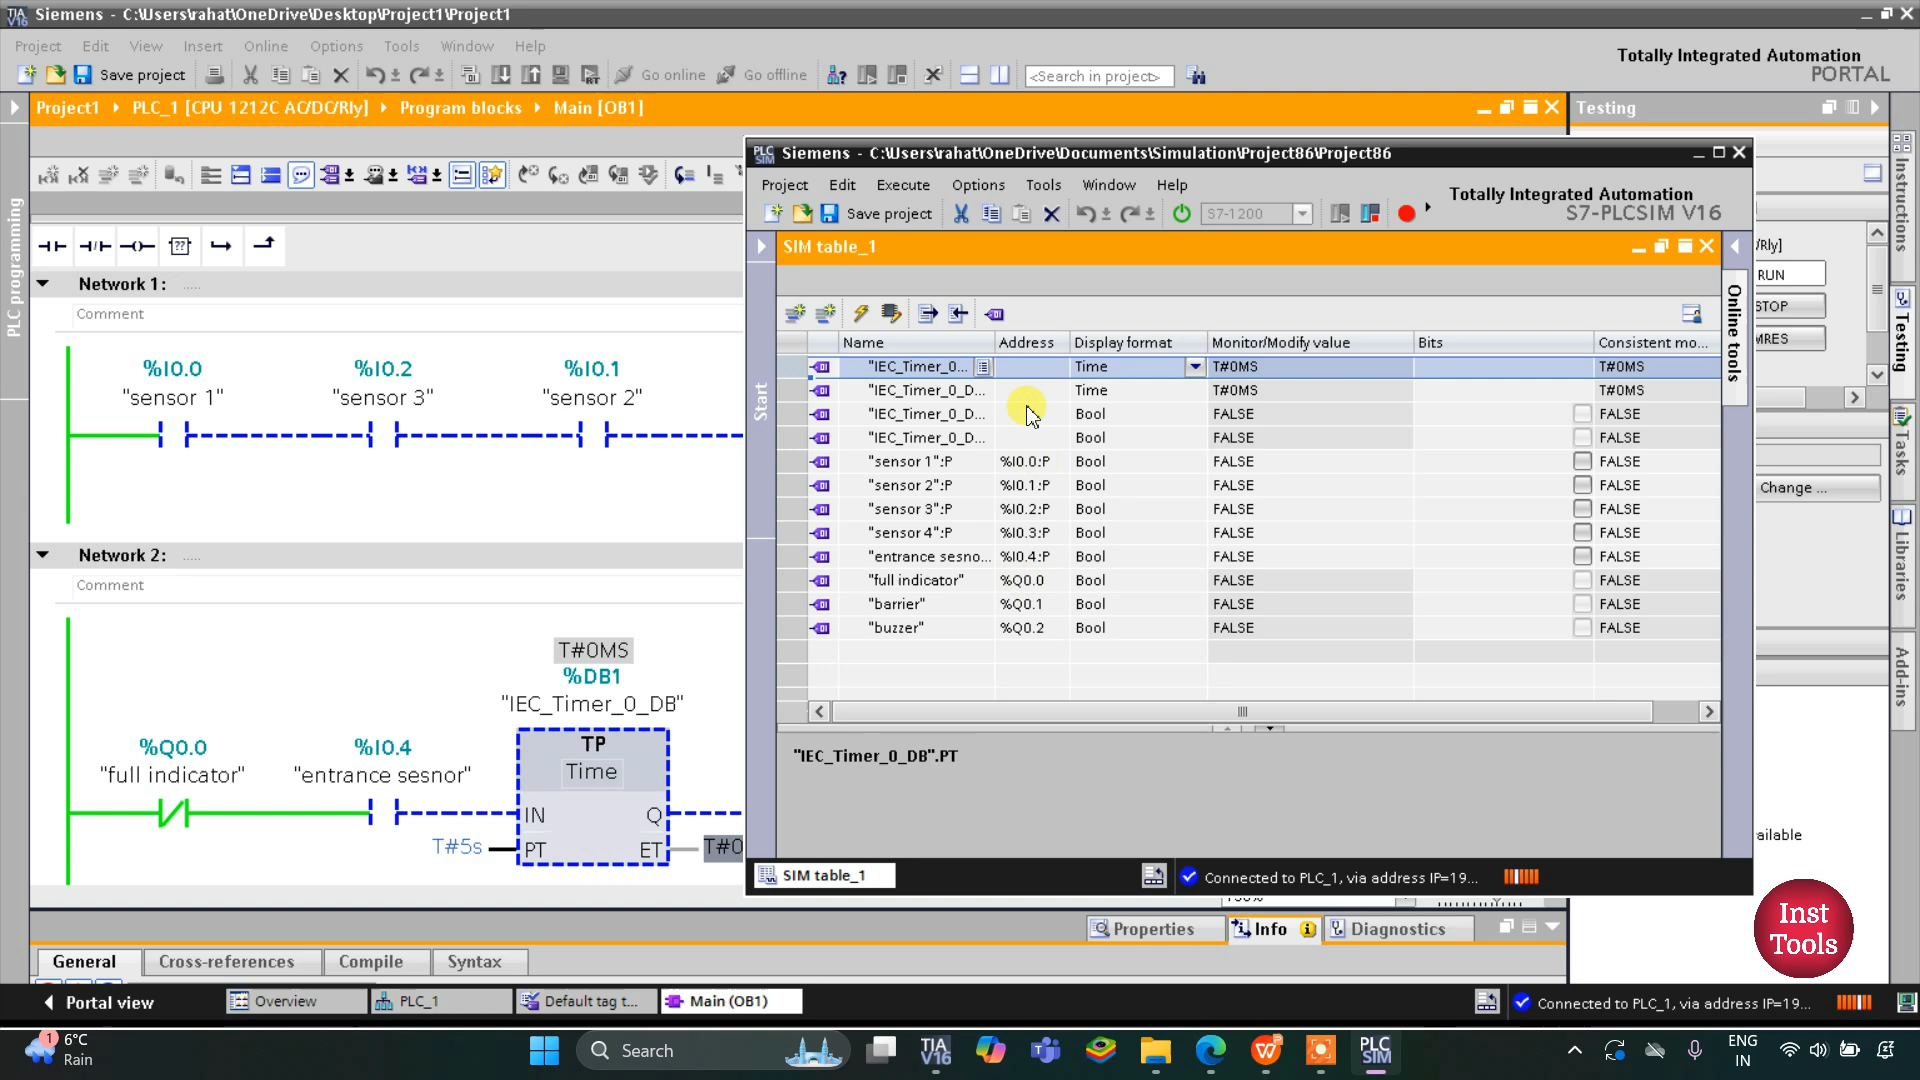 Siemens - C:\Users\rahat\OneDrive\Desktop\Project1\Project1
Project Edit View Insert Online Options Tools Window Help
Totally Integrated Automation
PORTAL
Save project Go online Go offline <Search in project>
Project1 PLC_1 [CPU 1212C AC/DC/Rly] Program blocks Main [OB1]
Testing
PLC programming
Network 1: .....
Comment
%I0.0 %I0.2 %I0.1
"sensor 1" "sensor 3" "sensor 2"
Network 2: .....
Comment
T#0MS
%DB1
"IEC_Timer_0_DB"
%Q0.0 %I0.4 TP
"full indicator" "entrance sesnor" Time
IN Q
T#5s PT ET T#0
PLC SIM Siemens - C:\Users\rahat\OneDrive\Documents\Simulation\Project86\Project86
Project Edit Execute Options Tools Window Help
Totally Integrated Automation
S7-PLCSIM V16
Save project S7-1200
SIM table_1
Start
Online tools
Name Address Display format Monitor/Modify value Bits Consistent mo...
"IEC_Timer_0... Time T#0MS T#0MS
"IEC_Timer_0_D... Time T#0MS T#0MS
"IEC_Timer_0_D... Bool FALSE FALSE
"IEC_Timer_0_D... Bool FALSE FALSE
"sensor 1":P %I0.0:P Bool FALSE FALSE
"sensor 2":P %I0.1:P Bool FALSE FALSE
"sensor 3":P %I0.2:P Bool FALSE FALSE
"sensor 4":P %I0.3:P Bool FALSE FALSE
"entrance sesno... %I0.4:P Bool FALSE FALSE
"full indicator" %Q0.0 Bool FALSE FALSE
"barrier" %Q0.1 Bool FALSE FALSE
"buzzer" %Q0.2 Bool FALSE FALSE
"IEC_Timer_0_DB".PT
SIM table_1 Connected to PLC_1, via address IP=19...
/Rly]
RUN
STOP
MRES
Change ...
ailable
Instructions
Testing
Tasks
Libraries
Add-ins
Inst
Tools
Properties Info Diagnostics
General Cross-references Compile Syntax
Portal view Overview PLC_1 Default tag t... Main (OB1) Connected to PLC_1, via address IP=19...
1 6°C
Rain
Search
TIA V16
PLC SIM
ENG
IN